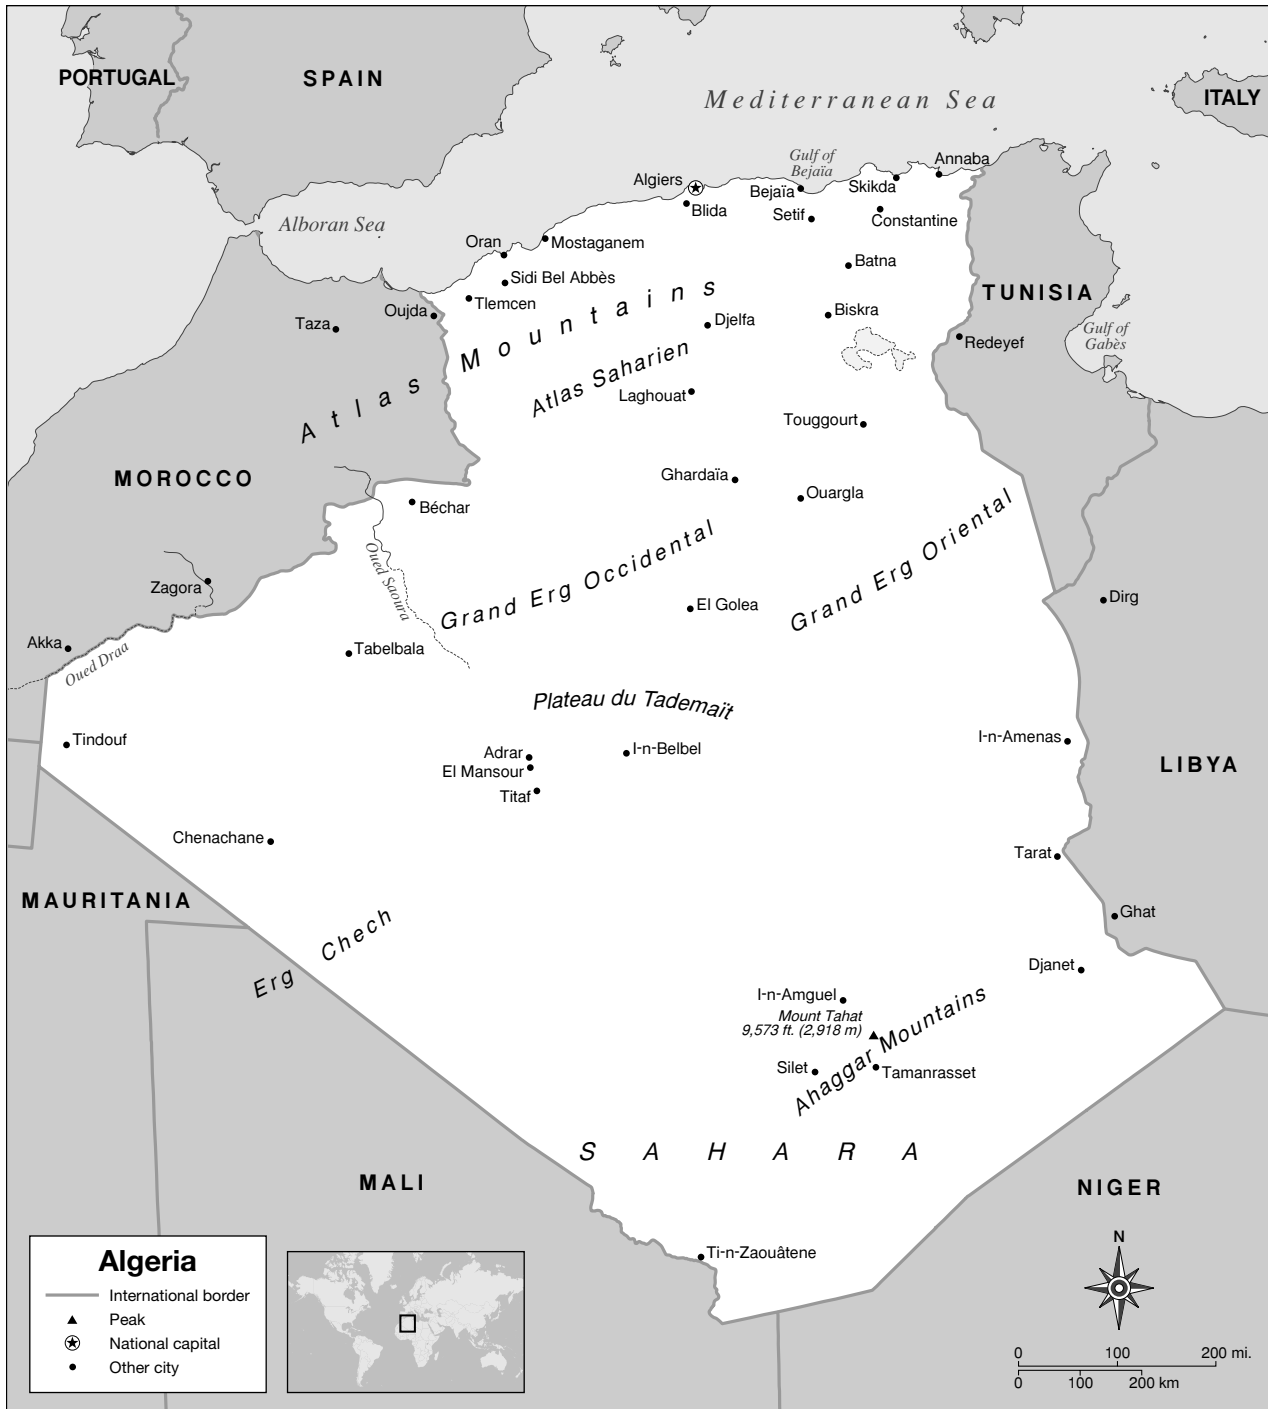 PORTUGAL
SPAIN
Mediterranean Sea
ITALY
Gulf of
Bejaïa
Annaba
Algiers
Bejaïa
Skikda
Blida
Setif
Constantine
Alboran Sea
Oran
Mostaganem
Batna
Sidi Bel Abbès
Tlemcen
TUNISIA
Oujda
Taza
Atlas Mountains
Djelfa
Biskra
Redeyef
Gulf of
Gabès
Atlas Saharien
Laghouat
Touggourt
MOROCCO
Ghardaïa
Ouargla
Béchar
Oued Saoura
Grand Erg Occidental
Grand Erg Oriental
Zagora
El Golea
Dirg
Akka
Oued Draa
Tabelbala
Plateau du Tademaït
Tindouf
Adrar
I-n-Belbel
I-n-Amenas
El Mansour
Titaf
LIBYA
Chenachane
Tarat
MAURITANIA
Ghat
Erg Chech
Djanet
I-n-Amguel
Mount Tahat
9,573 ft. (2,918 m)
Ahaggar Mountains
Silet
Tamanrasset
SAHARA
MALI
NIGER
Ti-n-Zaouâtene
Algeria
International border
Peak
National capital
Other city
N
0 100 200 mi.
0 100 200 km